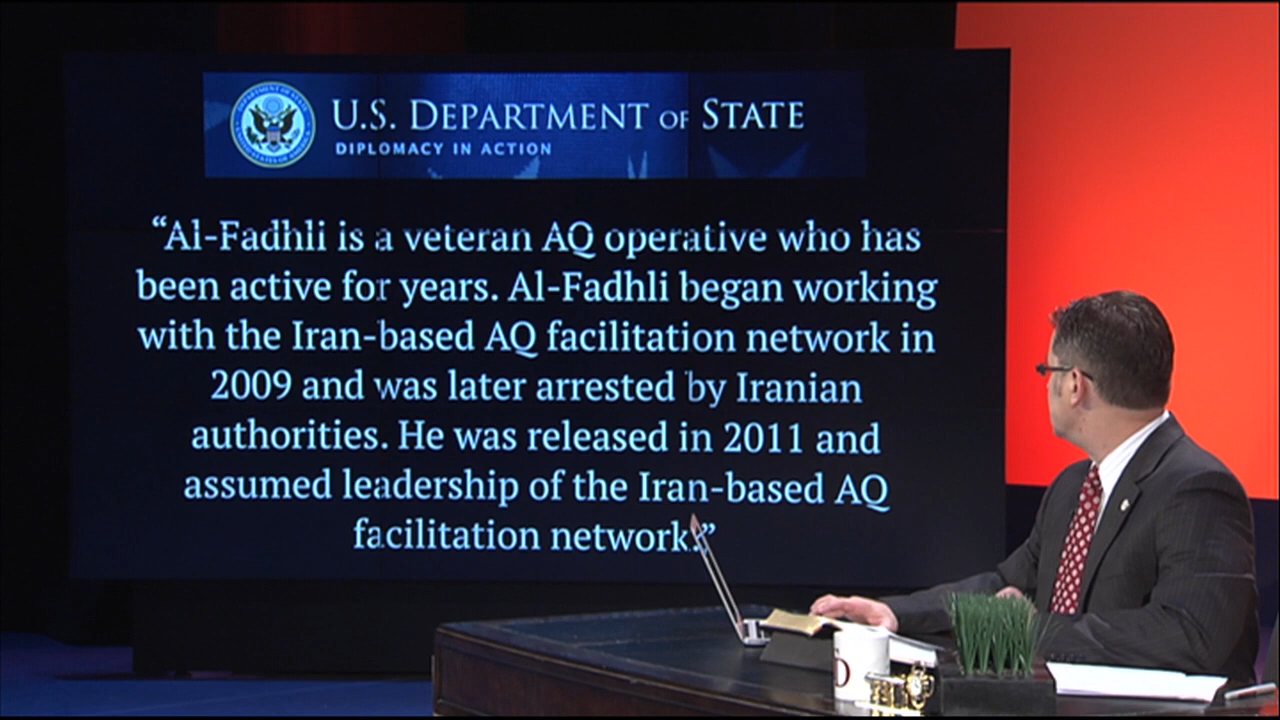 U.S. DEPARTMENT OF STATE
DIPLOMACY IN ACTION
“Al-Fadhli is a veteran AQ operative who has
been active for years. Al-Fadhli began working
with the Iran-based AQ facilitation network in
2009 and was later arrested by Iranian
authorities. He was released in 2011 and
assumed leadership of the Iran-based AQ
facilitation network.”